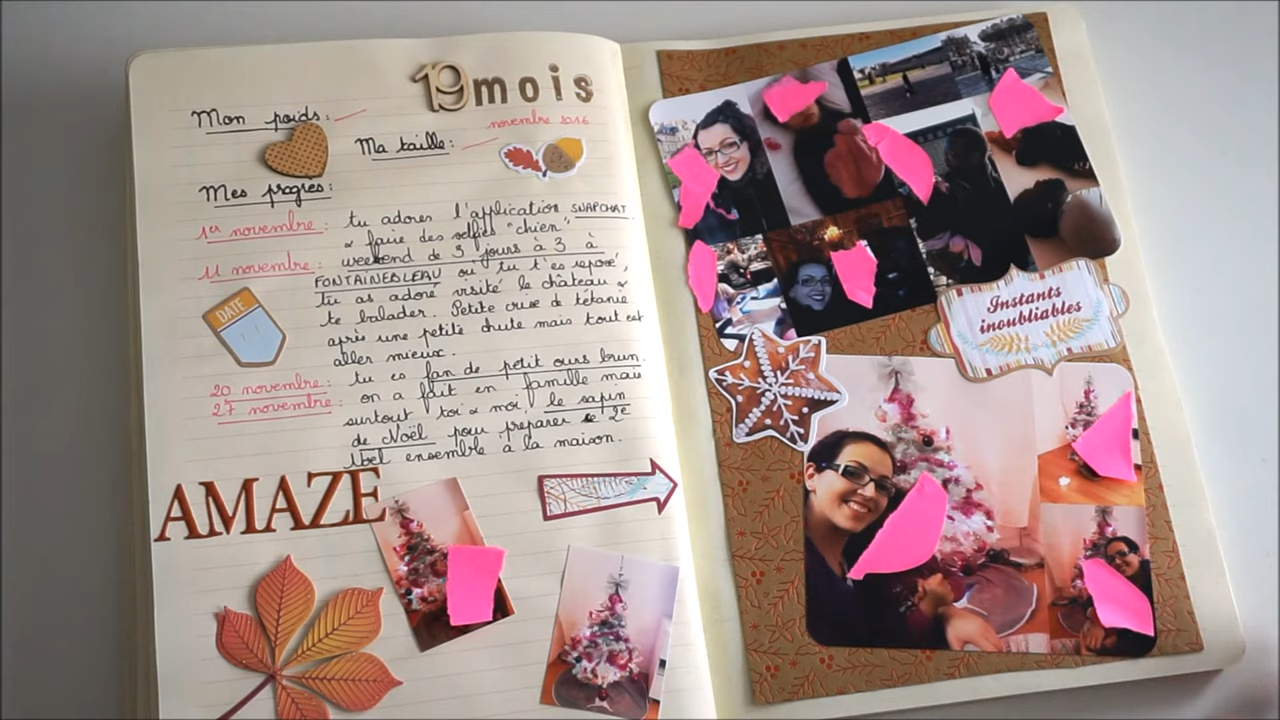 19 mois
Mon poids:
novembre 2016
Ma taille:
Mes progres:
1er novembre: tu adores l'application SNAPCHAT
& faire des selfies "chien"
11 novembre: weekend de 3 jours à 3 à
FONTAINEBLEAU où tu t'es reposé,
tu as adoré visité le château &
te balader. Petite crise de tétanie
après une petite chute mais tout est
aller mieux.
20 novembre: tu es fan de petit ours brun.
27 novembre: on a fait en famille mais
surtout toi & moi, le sapin
de Noël pour préparer le 2e
Noel ensemble à la maison.
DATE
AMAZE
Instants
inoubliables